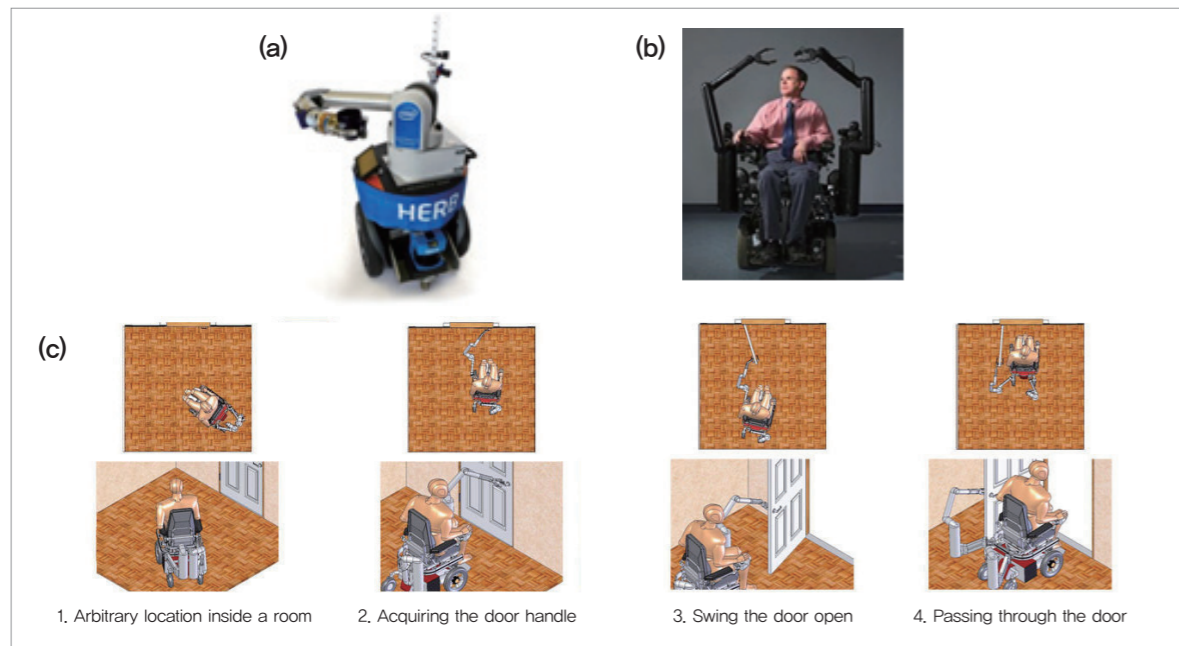 (a)
(b)
HERB
(c)
1. Arbitrary location inside a room
2. Acquiring the door handle
3. Swing the door open
4. Passing through the door